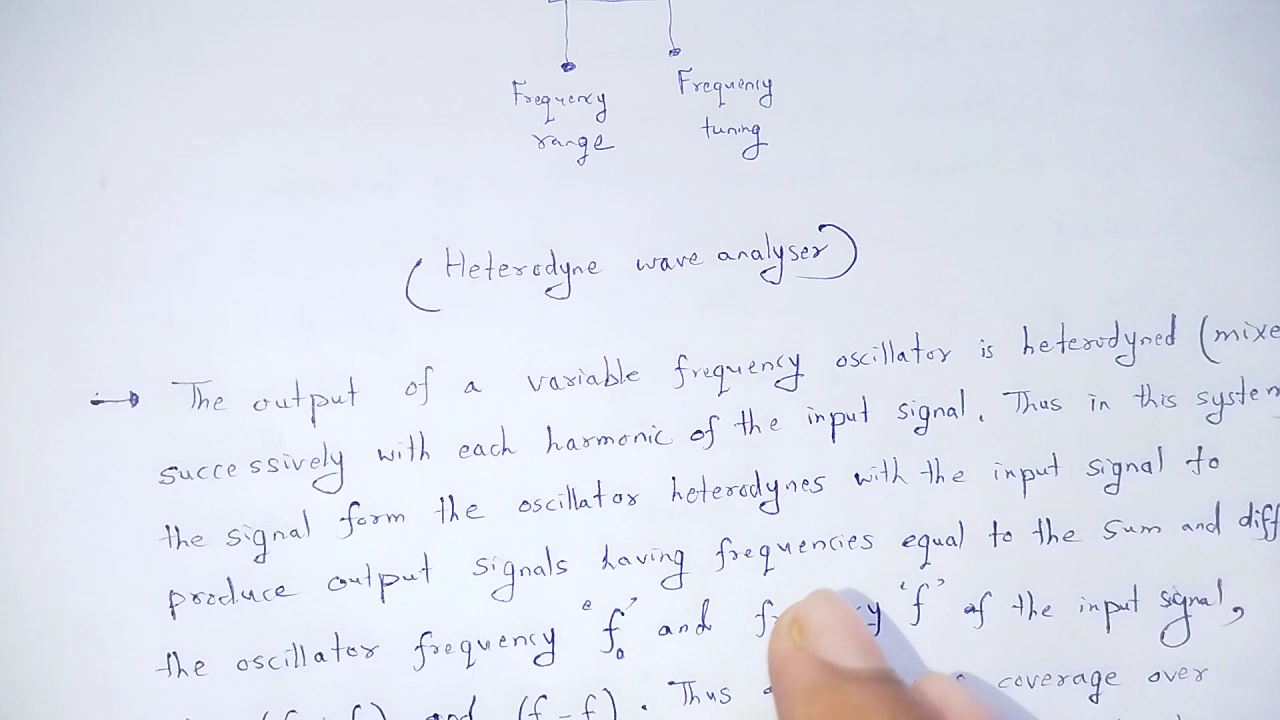 Frequency range
Frequency tuning
(Heterodyne wave analyser)
→ The output of a variable frequency oscillator is heterodyned (mixe
successively with each harmonic of the input signal. Thus in this system
the signal form the oscillator heterodynes with the input signal to
produce output signals having frequencies equal to the sum and diff
the oscillator frequency 'f₀' and 'f' of the input signal,
and (f - f). Thus coverage over